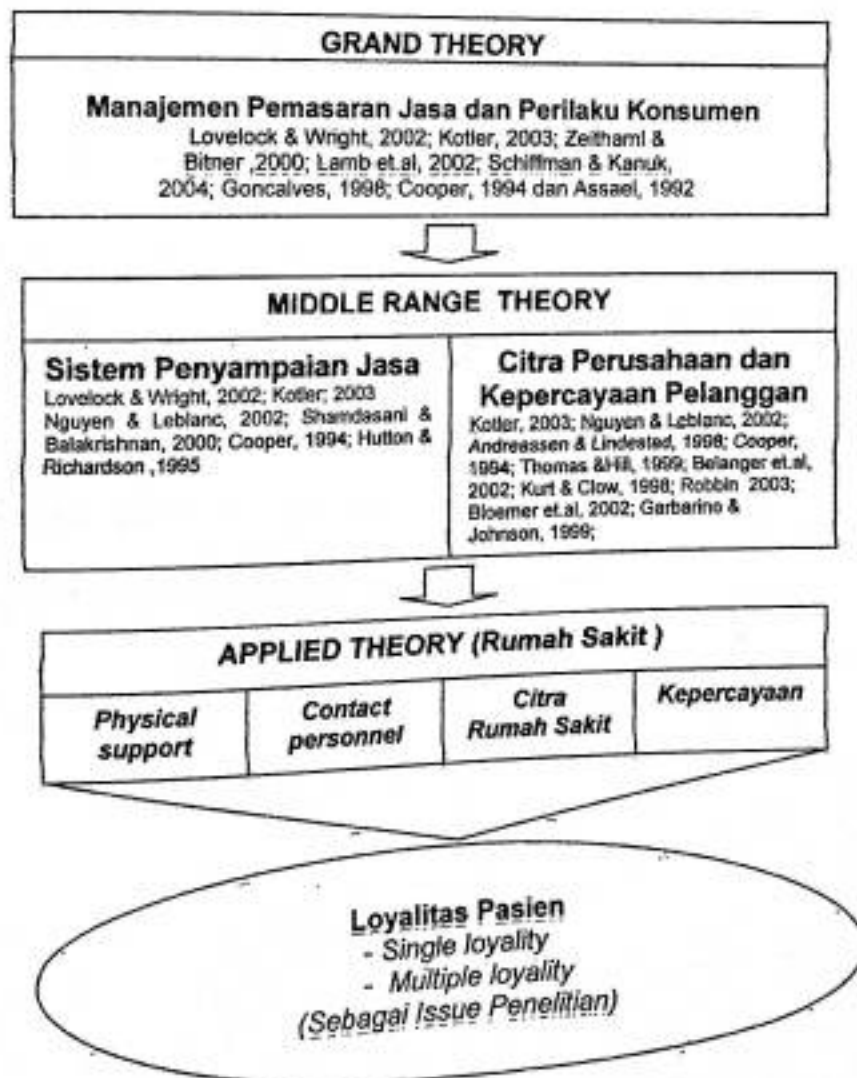 GRAND THEORY
Manajemen Pemasaran Jasa dan Perilaku Konsumen
Lovelock & Wright, 2002; Kotler, 2003; Zeithaml &
Bitner ,2000; Lamb et.al, 2002; Schiffman & Kanuk,
2004; Goncalves, 1998; Cooper, 1994 dan Assael, 1992
MIDDLE RANGE THEORY
Sistem Penyampaian Jasa
Lovelock & Wright, 2002; Kotler; 2003
Nguyen & Leblanc, 2002; Shamdasani &
Balakrishnan, 2000; Cooper, 1994; Hutton &
Richardson ,1995
Citra Perusahaan dan
Kepercayaan Pelanggan
Kotler, 2003; Nguyen & Leblanc, 2002;
Andreassen & Lindestad, 1998; Cooper,
1994; Thomas &Hill, 1999; Belanger et.al,
2002; Kurt & Clow, 1998; Robbin 2003;
Bloemer et.al, 2002; Garbarino &
Johnson, 1999;
APPLIED THEORY (Rumah Sakit )
Physical
support
Contact
personnel
Citra
Rumah Sakit
Kepercayaan
Loyalitas Pasien
- Single loyality
- Multiple loyality
(Sebagai Issue Penelitian)